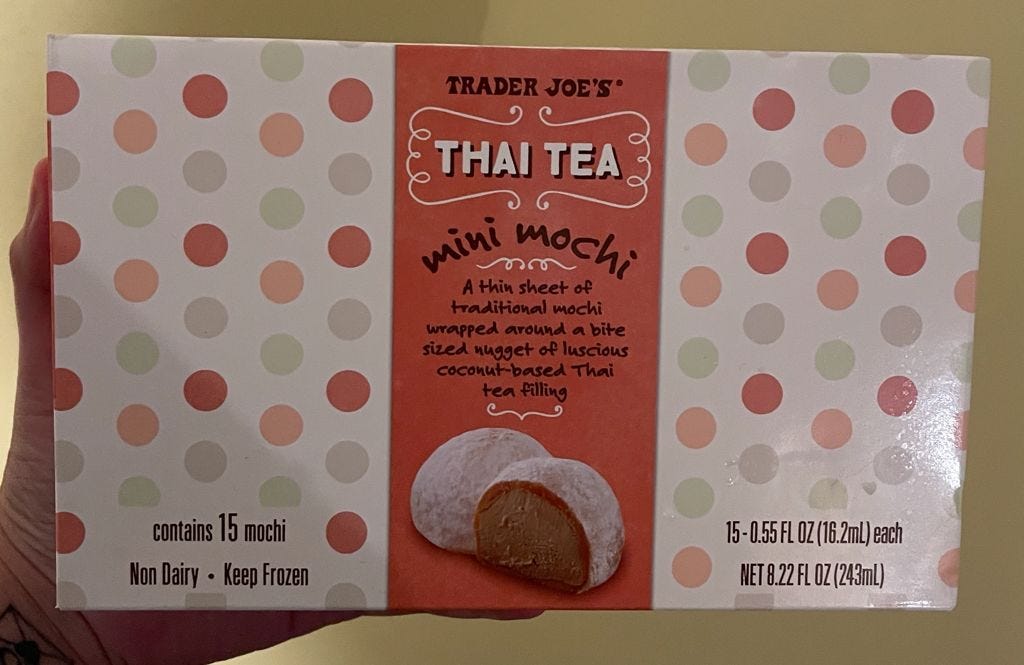 TRADER JOE'S®
THAI TEA
mini mochi
A thin sheet of
traditional mochi
wrapped around a bite
sized nugget of luscious
coconut-based Thai
tea filling
contains 15 mochi
Non Dairy • Keep Frozen
15 - 0.55 FL OZ (16.2mL) each
NET 8.22 FL OZ (243mL)